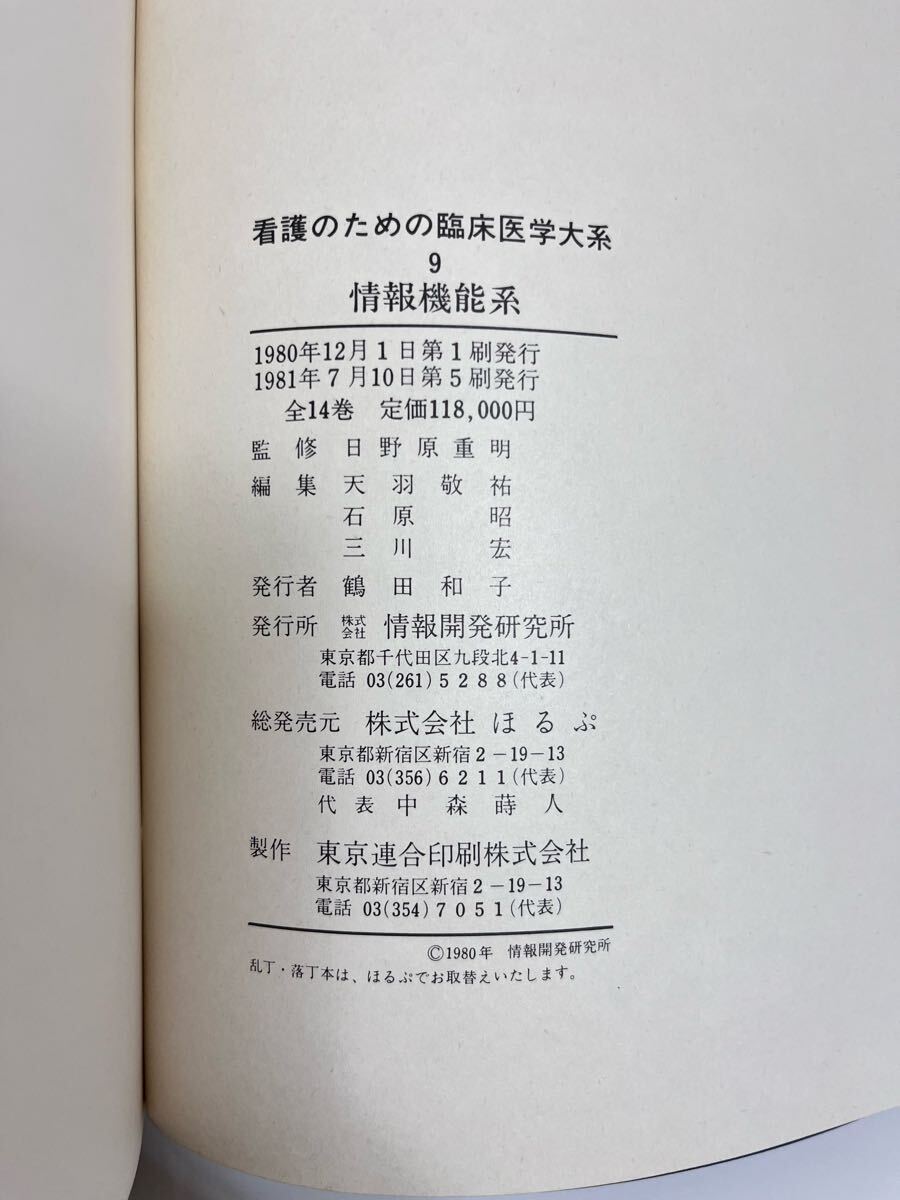 看護のための臨床医学大系
9
情報機能系
1980年12月1日第1刷発行
1981年7月10日第5刷発行
全14巻 定価118,000円
監修 日野原重明
編集 天羽敬祐
石原昭
三川宏
発行者 鶴田和子
発行所 株式会社 情報開発研究所
東京都千代田区九段北4-1-11
電話 03(261)5288(代表)
総発売元 株式会社ほるぷ
東京都新宿区新宿2-19-13
電話 03(356)6211(代表)
代表 中森蒔人
製作 東京連合印刷株式会社
東京都新宿区新宿2-19-13
電話 03(354)7051(代表)
©1980年 情報開発研究所
乱丁・落丁本は、ほるぷでお取替えいたします。